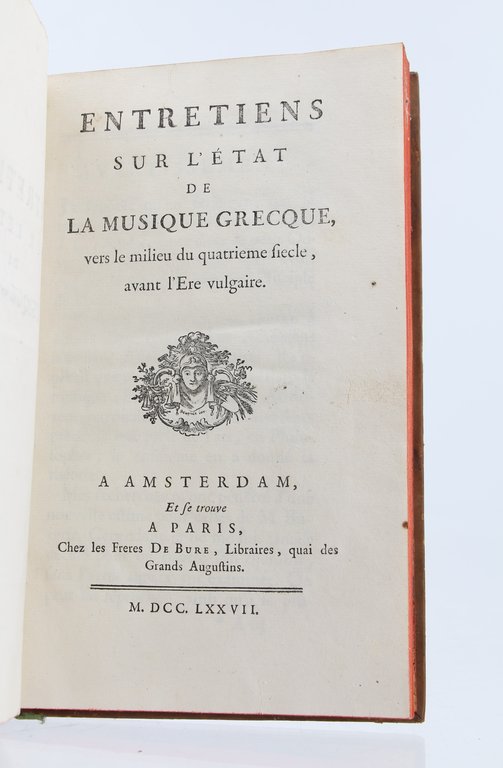 ENTRETIENS
SUR L'ÉTAT
DE
LA MUSIQUE GRECQUE,
vers le milieu du quatrieme ſiecle,
avant l'Ere vulgaire.
A AMSTERDAM,
Et ſe trouve
A PARIS,
Chez les Freres DE BURE, Libraires, quai des
Grands Auguſtins.
M. DCC. LXXVII.